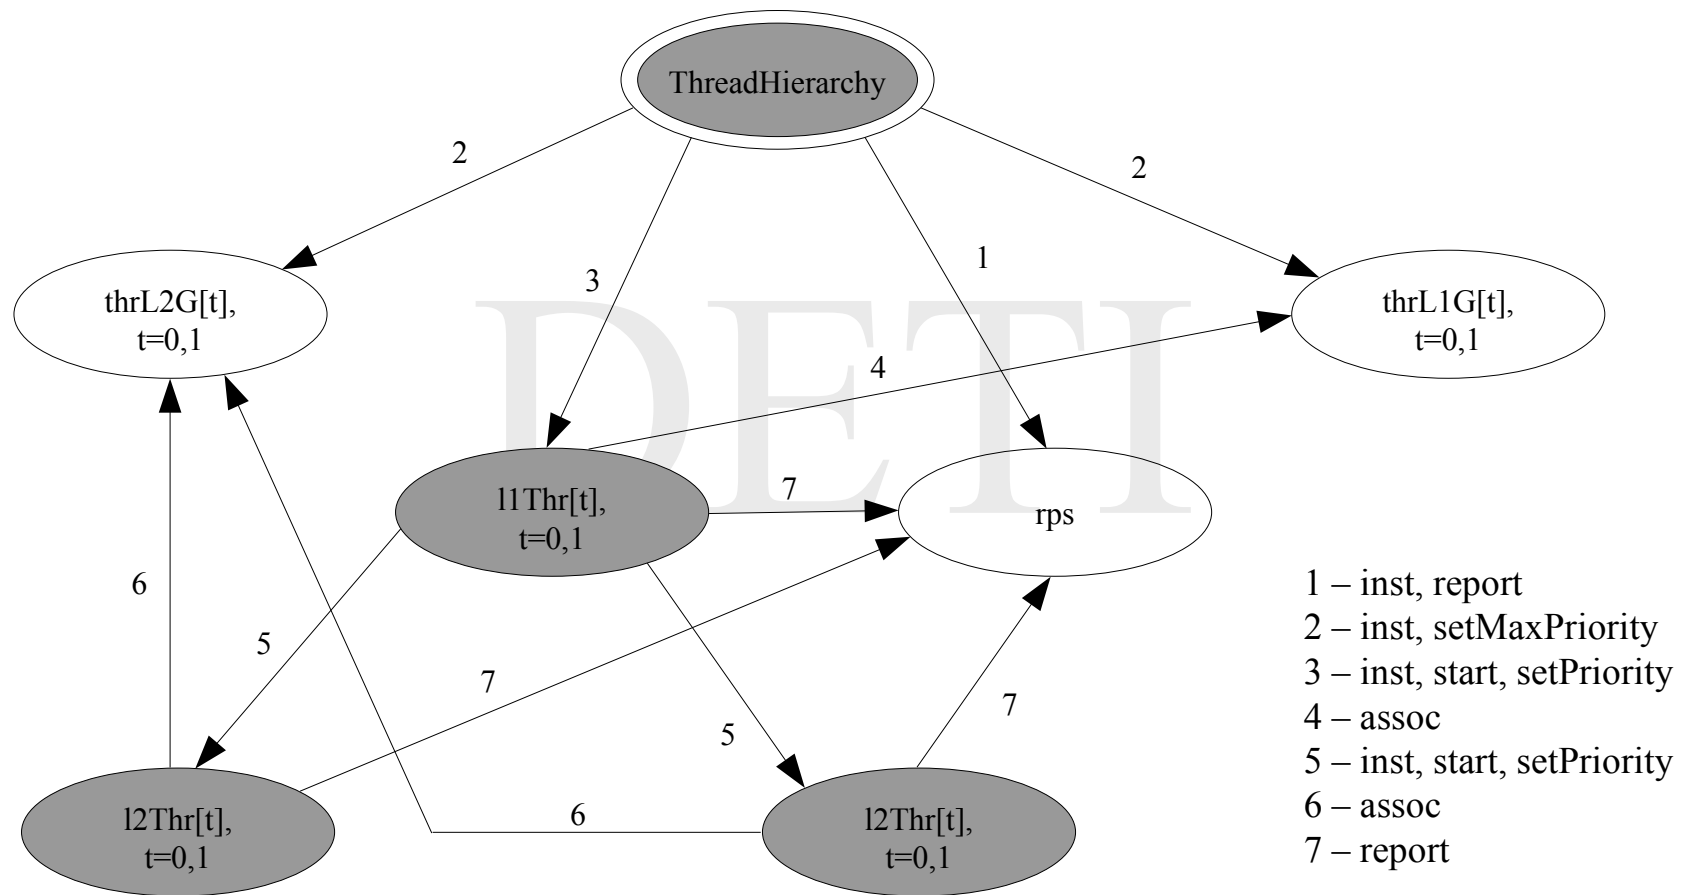 ThreadHierarchy
2
2
1
3
thrL2G[t],
t=0,1
thrL1G[t],
t=0,1
DETI
4
l1Thr[t],
t=0,1
7
rps
6
5
7
5
7
6
l2Thr[t],
t=0,1
l2Thr[t],
t=0,1
1 – inst, report
2 – inst, setMaxPriority
3 – inst, start, setPriority
4 – assoc
5 – inst, start, setPriority
6 – assoc
7 – report